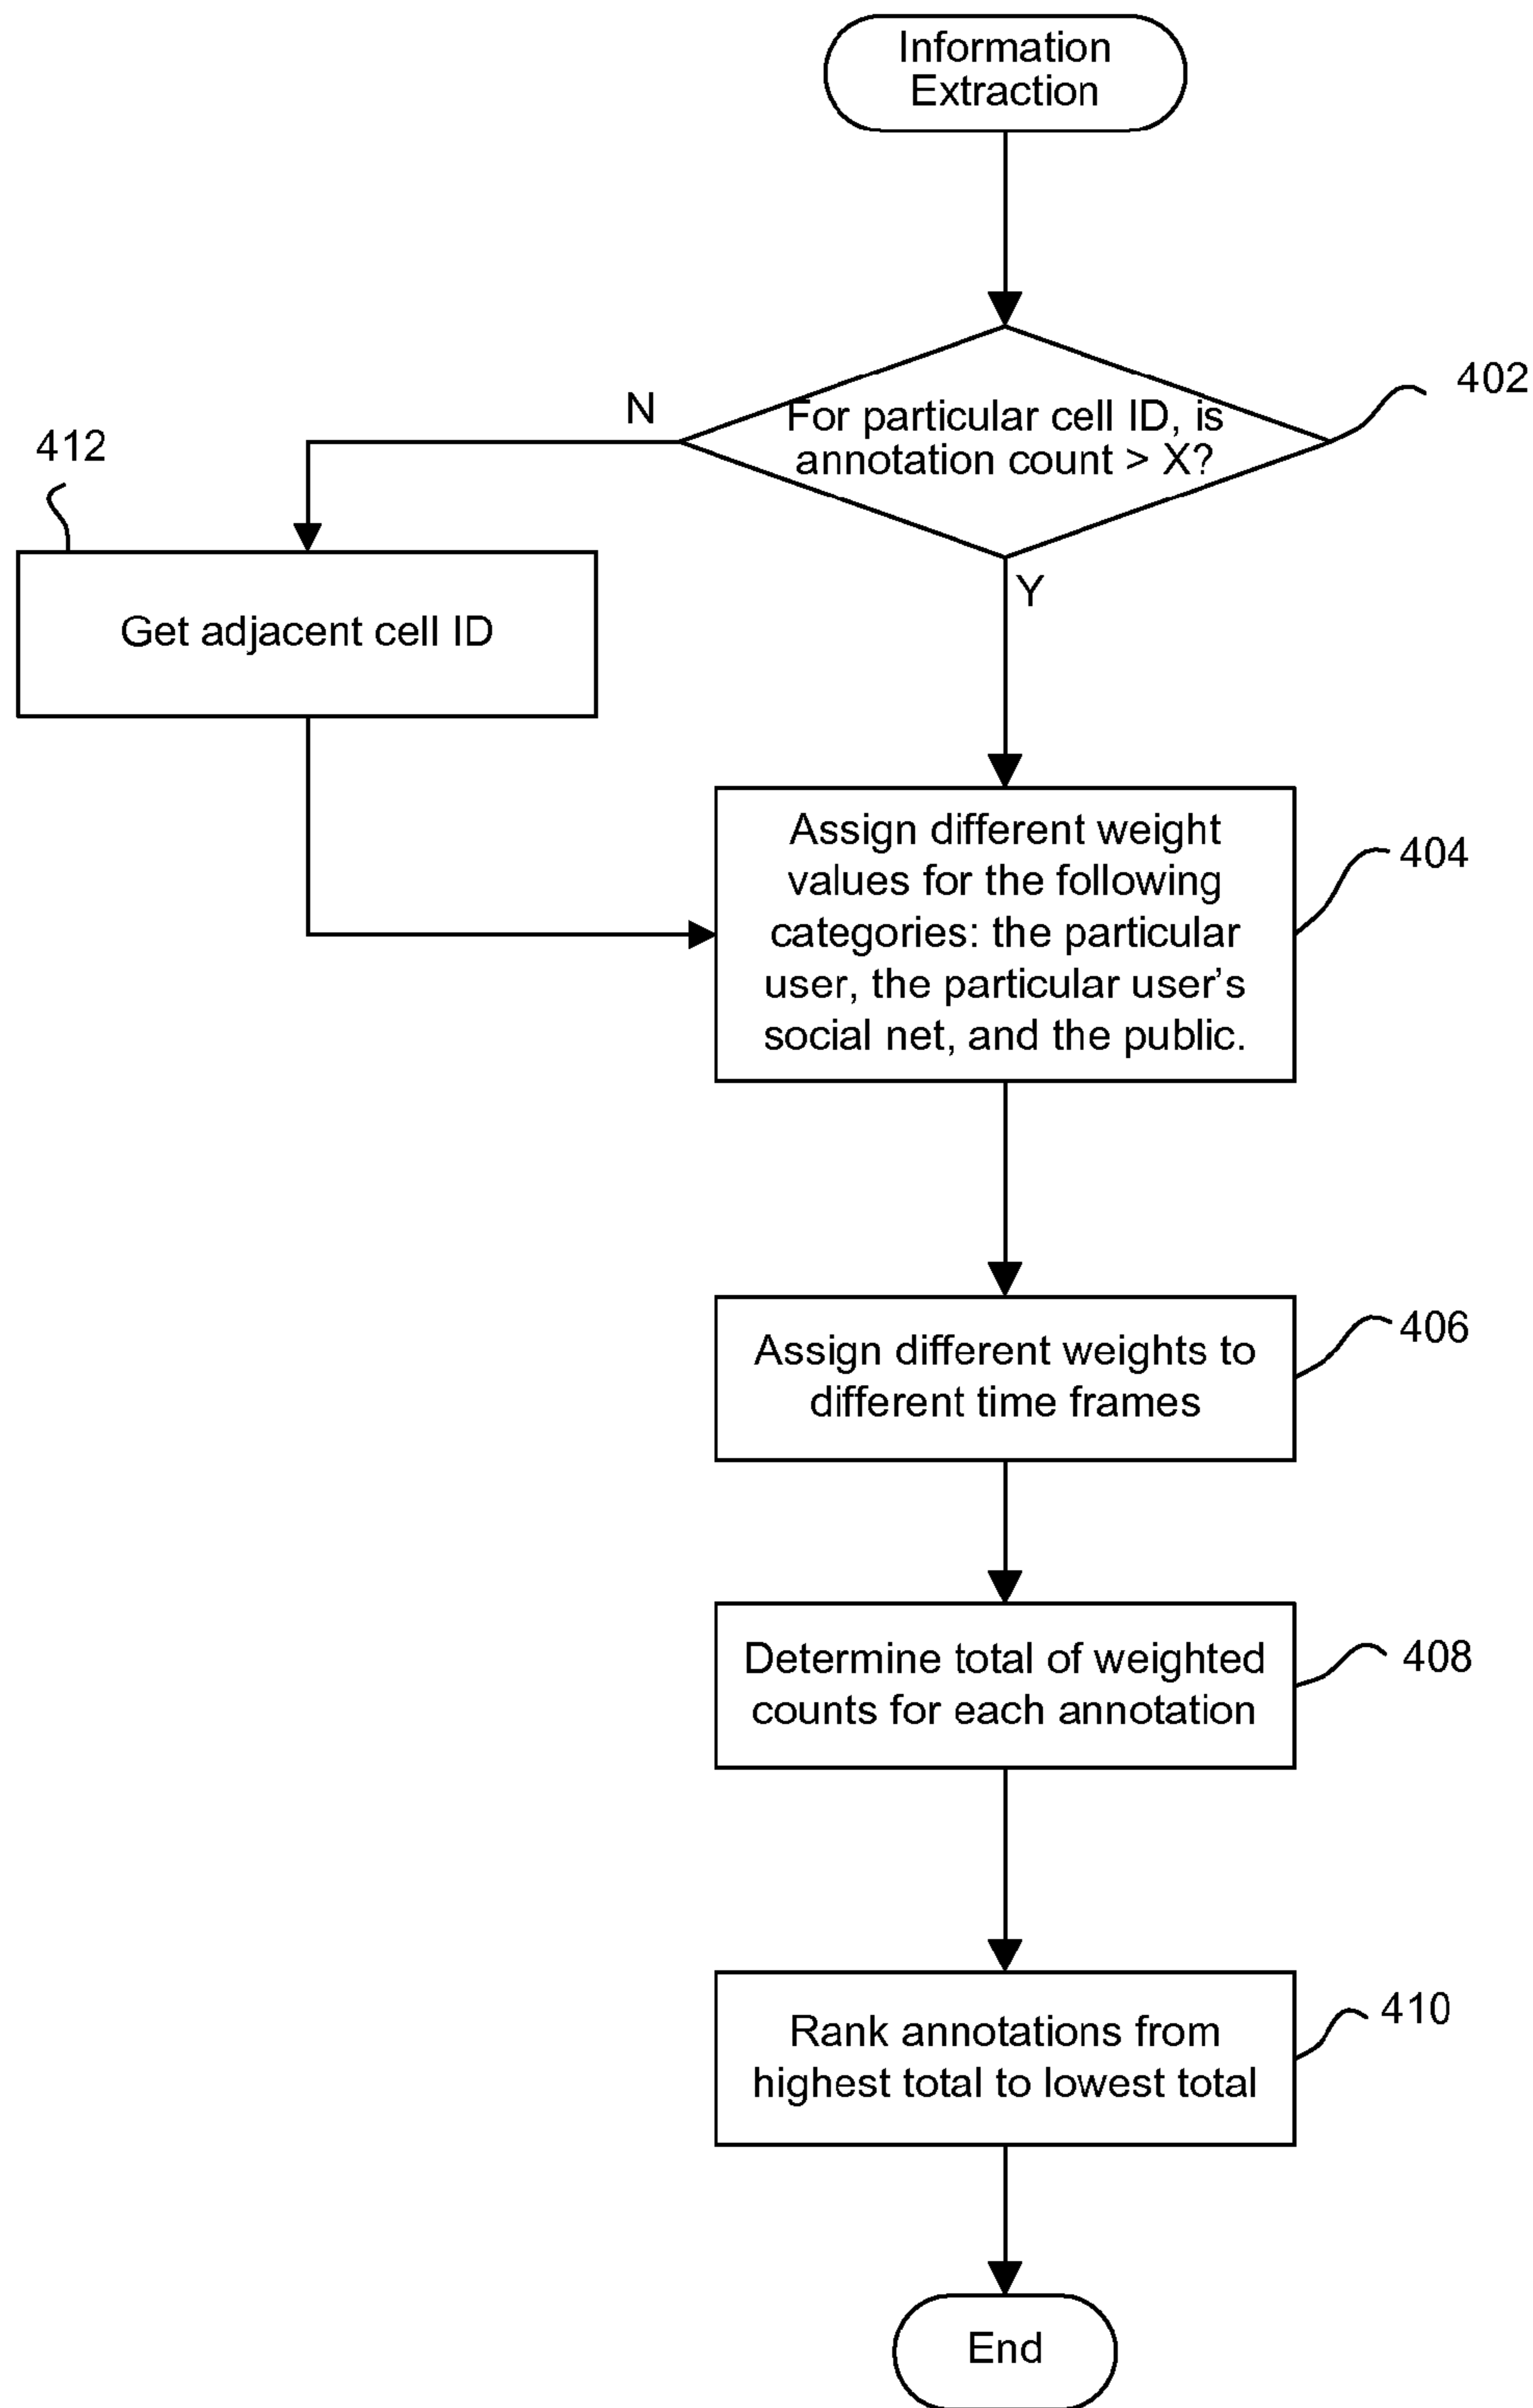 Information
Extraction
402
For particular cell ID, is
annotation count > X?
N
412
Y
Get adjacent cell ID
Assign different weight
values for the following
categories: the particular
user, the particular user's
social net, and the public.
404
Assign different weights to
different time frames
406
Determine total of weighted
counts for each annotation
408
Rank annotations from
highest total to lowest total
410
End